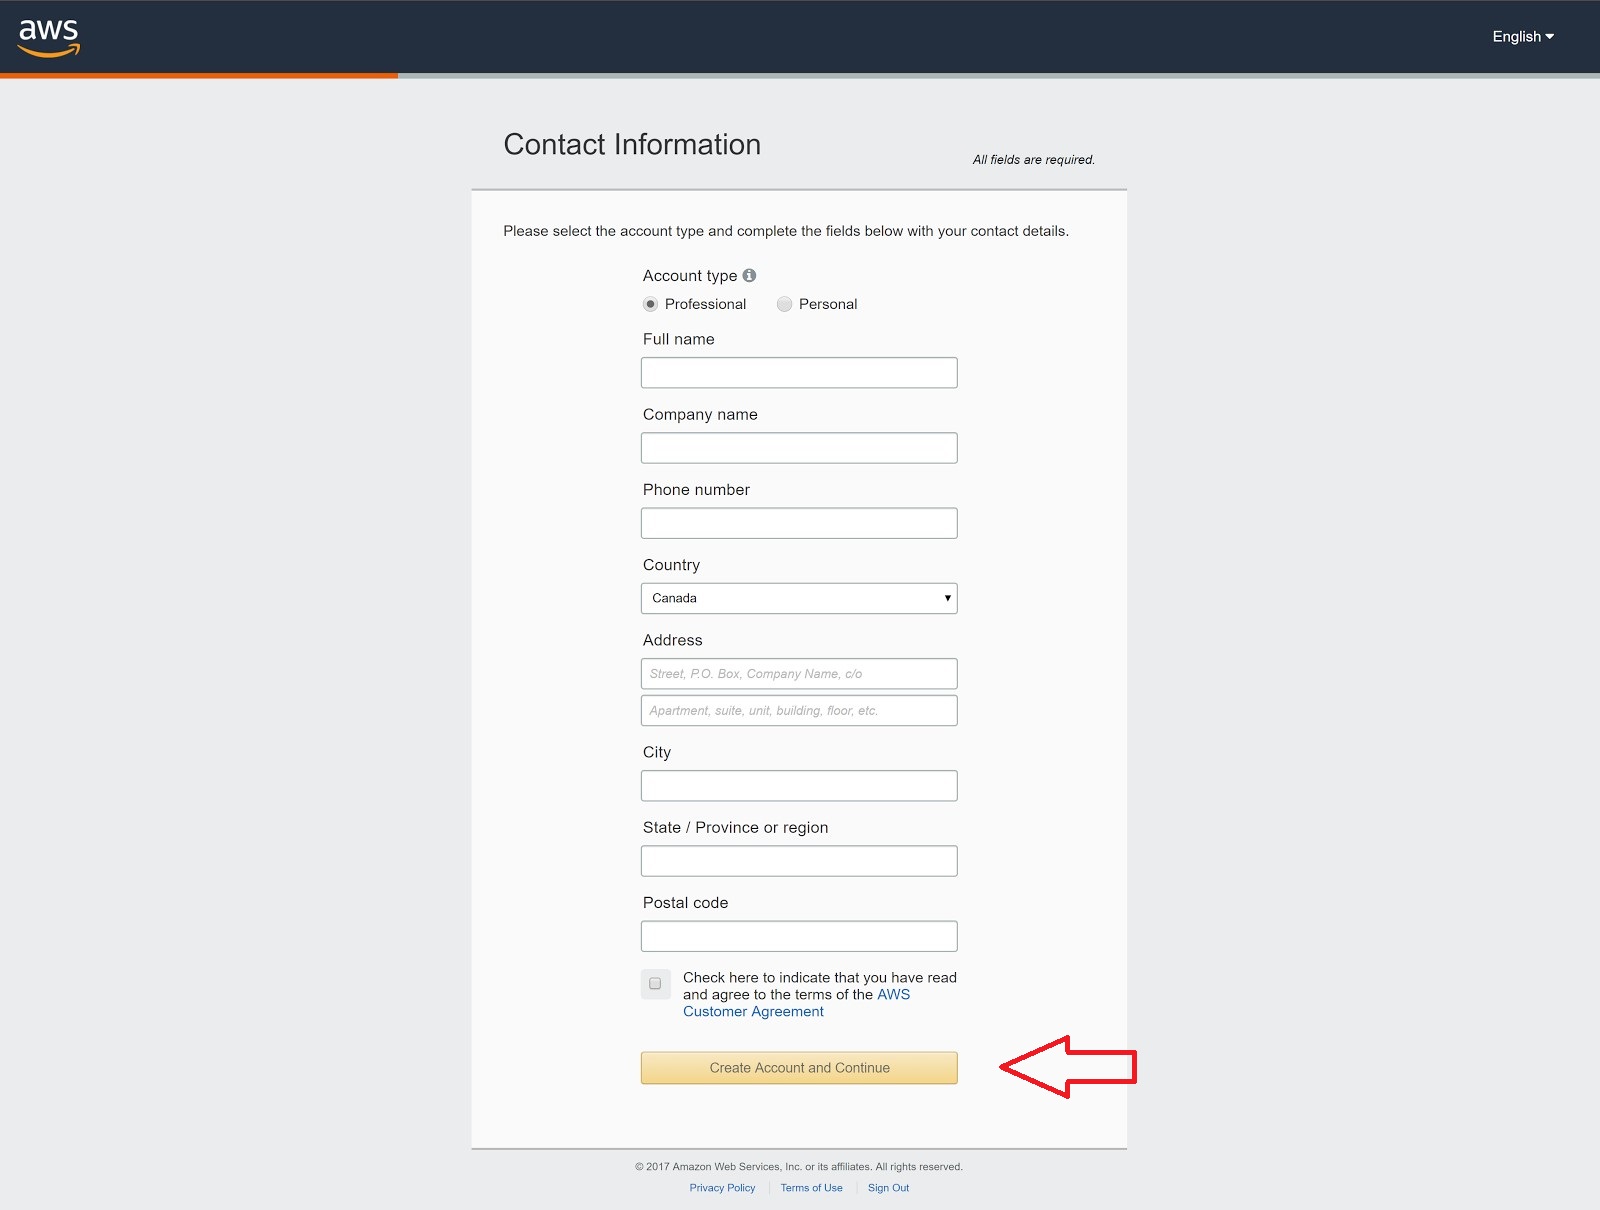 aws
English
Contact Information
All fields are required.
Please select the account type and complete the fields below with your contact details.
Account type
Professional Personal
Full name
Company name
Phone number
Country
Canada
Address
Street, P.O. Box, Company Name, c/o
Apartment, suite, unit, building, floor, etc.
City
State / Province or region
Postal code
Check here to indicate that you have read
and agree to the terms of the AWS
Customer Agreement
Create Account and Continue
© 2017 Amazon Web Services, Inc. or its affiliates. All rights reserved.
Privacy Policy Terms of Use Sign Out